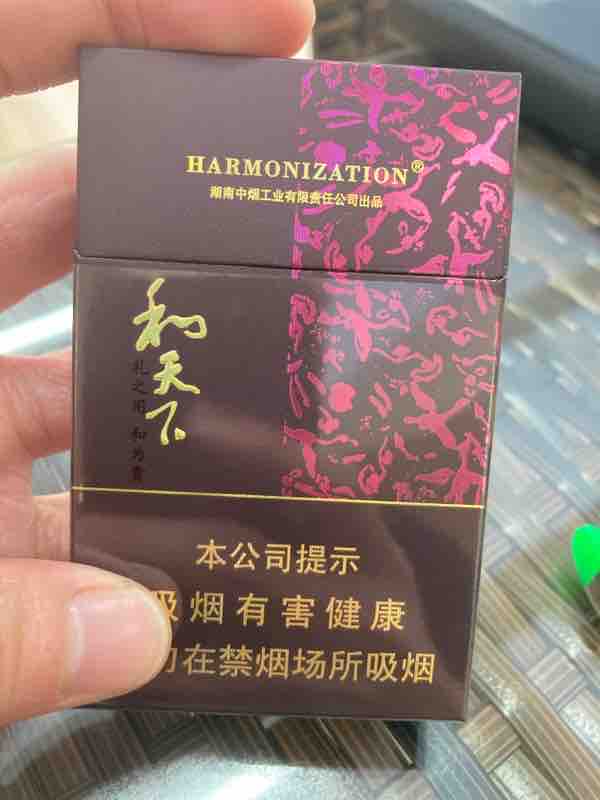 HARMONIZATION®
湖南中烟工业有限责任公司出品
和天下
礼之用 和为贵
本公司提示
吸烟有害健康
勿在禁烟场所吸烟